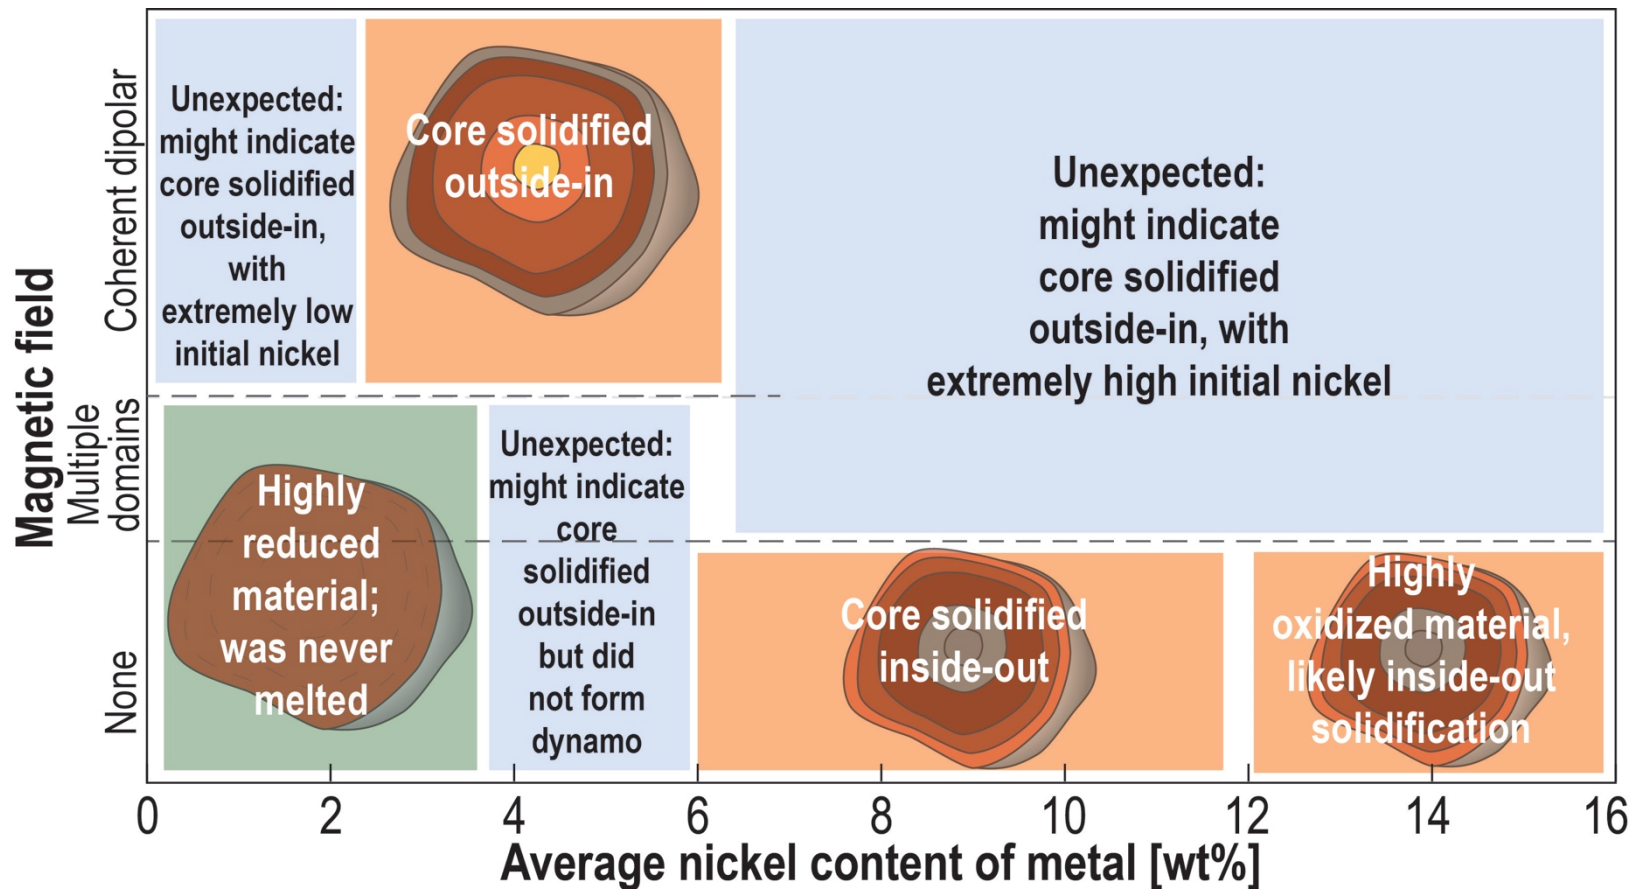 Magnetic field
Coherent dipolar
Multiple
domains
None
Unexpected:
might indicate
core solidified
outside-in,
with
extremely low
initial nickel
Core solidified
outside-in
Unexpected:
might indicate
core solidified
outside-in, with
extremely high initial nickel
Highly
reduced
material;
was never
melted
Unexpected:
might indicate
core
solidified
outside-in
but did
not form
dynamo
Core solidified
inside-out
Highly
oxidized material,
likely inside-out
solidification
0 2 4 6 8 10 12 14 16
Average nickel content of metal [wt%]